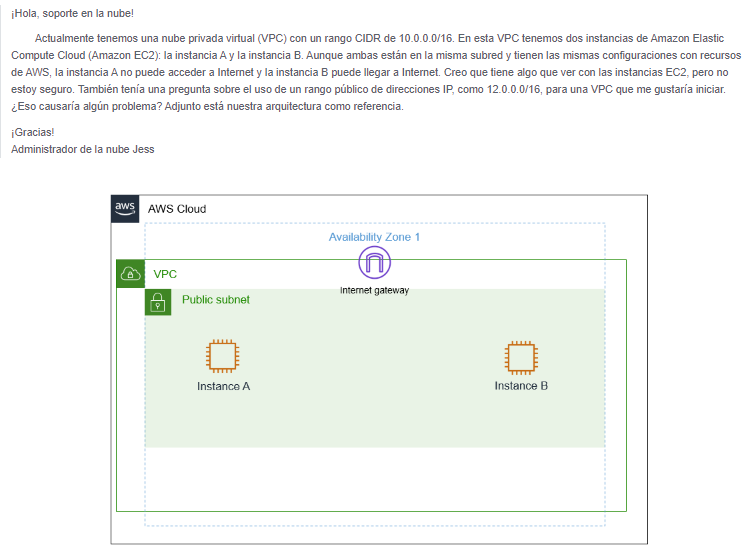 ¡Hola, soporte en la nube!
Actualmente tenemos una nube privada virtual (VPC) con un rango CIDR de 10.0.0.0/16. En esta VPC tenemos dos instancias de Amazon Elastic
Compute Cloud (Amazon EC2): la instancia A y la instancia B. Aunque ambas están en la misma subred y tienen las mismas configuraciones con recursos
de AWS, la instancia A no puede acceder a Internet y la instancia B puede llegar a Internet. Creo que tiene algo que ver con las instancias EC2, pero no
estoy seguro. También tenía una pregunta sobre el uso de un rango público de direcciones IP, como 12.0.0.0/16, para una VPC que me gustaría iniciar.
¿Eso causaría algún problema? Adjunto está nuestra arquitectura como referencia.
¡Gracias!
Administrador de la nube Jess
aws
AWS Cloud
Availability Zone 1
VPC
Internet gateway
Public subnet
Instance A
Instance B